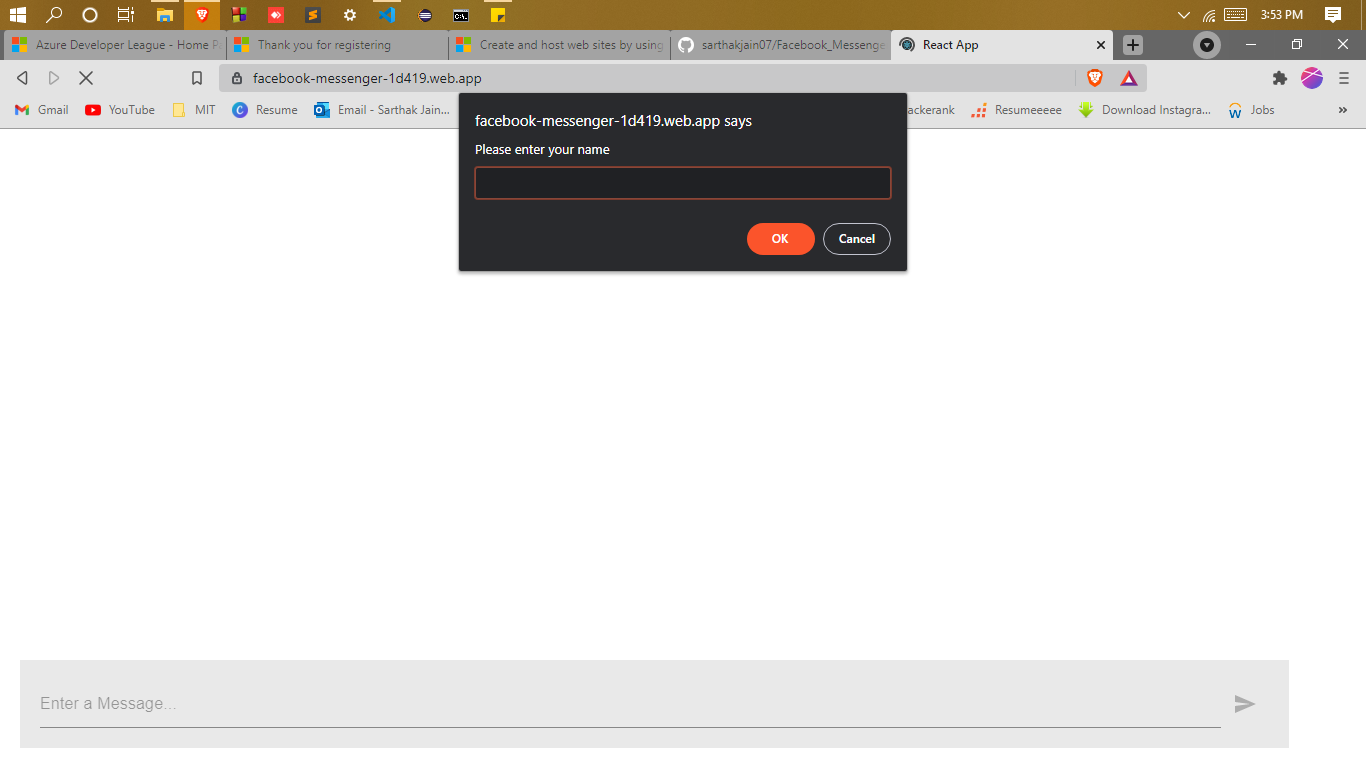 3:53 PM
Azure Developer League - Home P
Thank you for registering
Create and host web sites by using
sarthakjain07/Facebook_Messenge
React App
facebook-messenger-1d419.web.app
Gmail
YouTube
MIT
Resume
Email - Sarthak Jain...
ackerank
Resumeeeee
Download Instagra...
Jobs
facebook-messenger-1d419.web.app says
Please enter your name
OK
Cancel
Enter a Message...